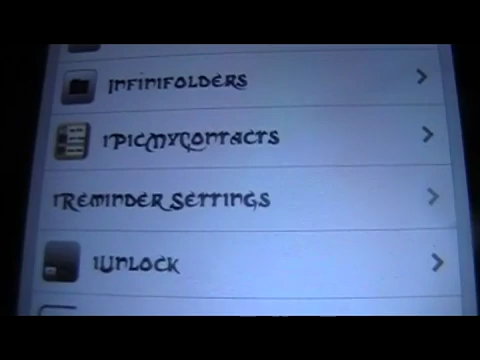 Infinifolders
iPicMyContacts
iReminder Settings
iUnlock